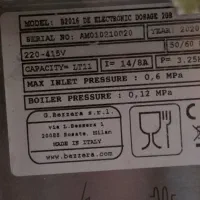 MODEL: B2016 DE ELECTRONIC DOSAGE
SERIAL NO: YEAR: 2020
220-415V 50/60
CAPACITY= LT11 I= 14/8A P= 3.25
MAX INLET PRESSURE : 0,6 MPa
BOILER PRESSURE : 0,12 MPa
G. Bezzera s.r.l.
via L. Bezzera 1
20088 Rosate, Milan
MADE IN ITALY
www.bezzera.com